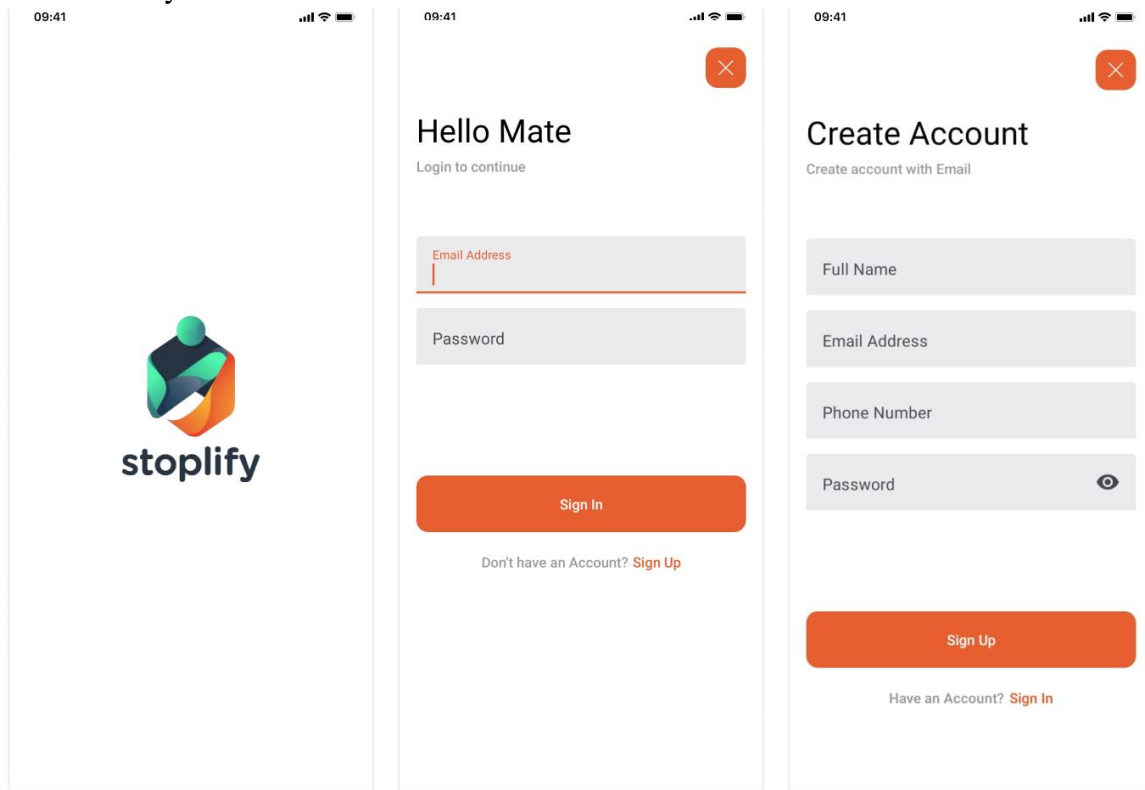 09:41
stoplify
09:41
Hello Mate
Login to continue
Email Address
Password
Sign In
Don't have an Account? Sign Up
09:41
Create Account
Create account with Email
Full Name
Email Address
Phone Number
Password
Sign Up
Have an Account? Sign In